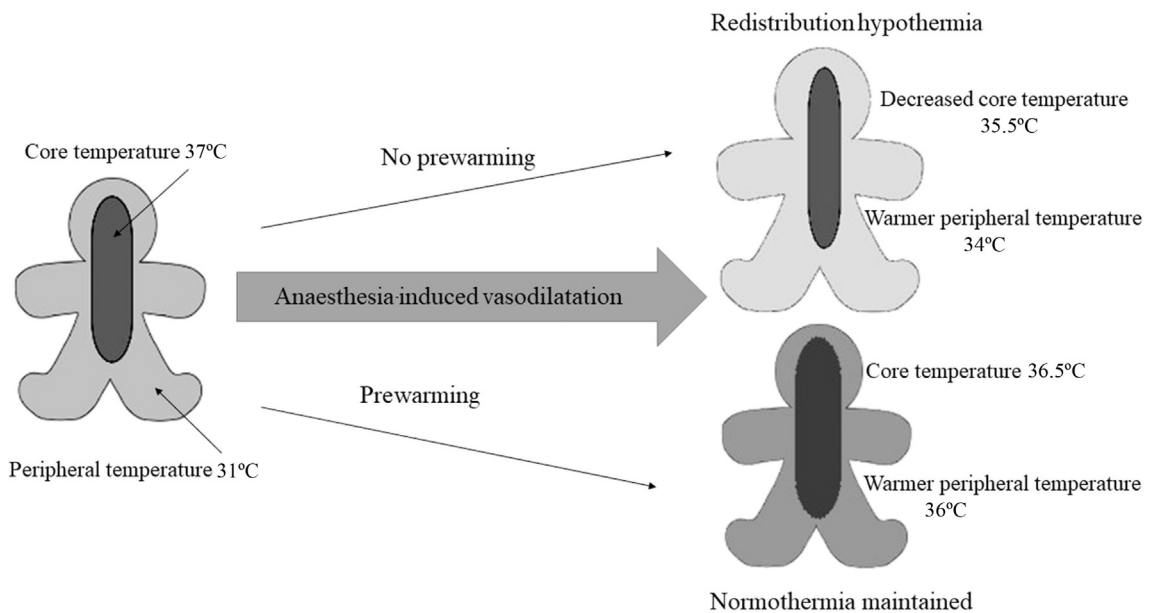 Redistribution hypothermia
Decreased core temperature
35.5ºC
Core temperature 37ºC
No prewarming
Warmer peripheral temperature
34ºC
Anaesthesia-induced vasodilatation
Core temperature 36.5ºC
Prewarming
Peripheral temperature 31ºC
Warmer peripheral temperature
36ºC
Normothermia maintained